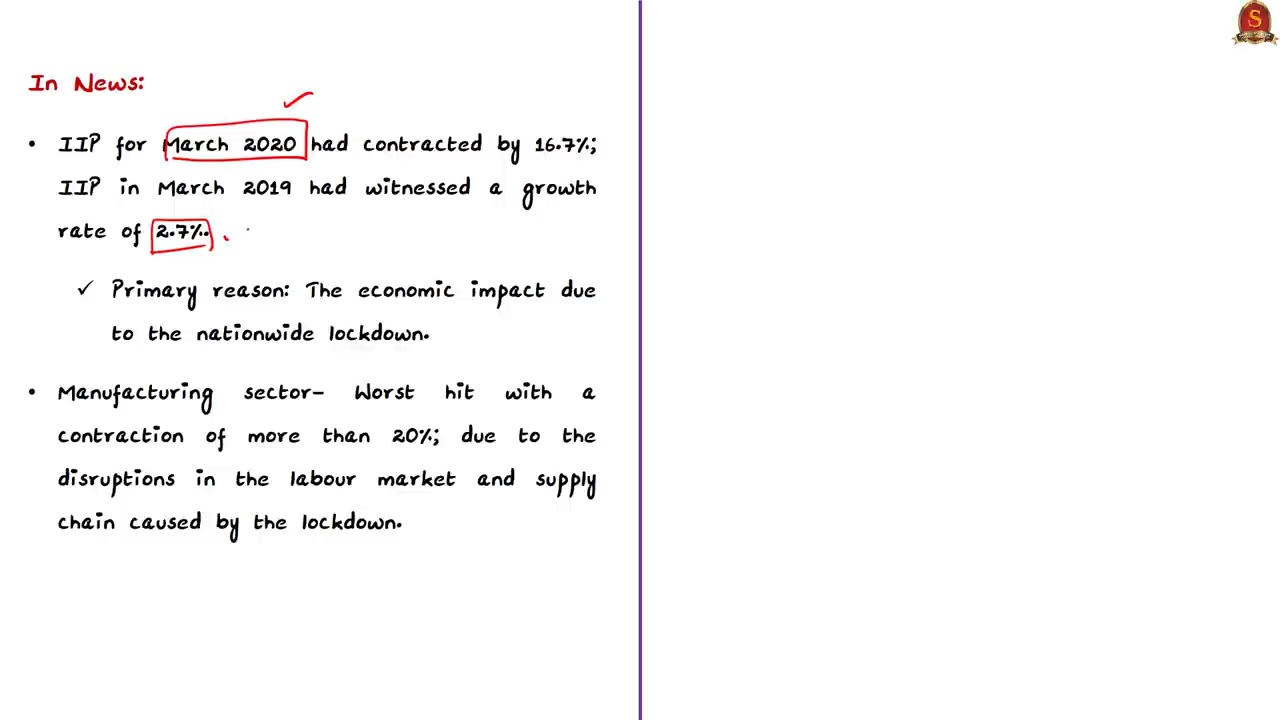 In News:
• IIP for March 2020 had contracted by 16.7%;
IIP in March 2019 had witnessed a growth
rate of 2.7%.
✓ Primary reason: The economic impact due
to the nationwide lockdown.
• Manufacturing sector– Worst hit with a
contraction of more than 20%; due to the
disruptions in the labour market and supply
chain caused by the lockdown.
S